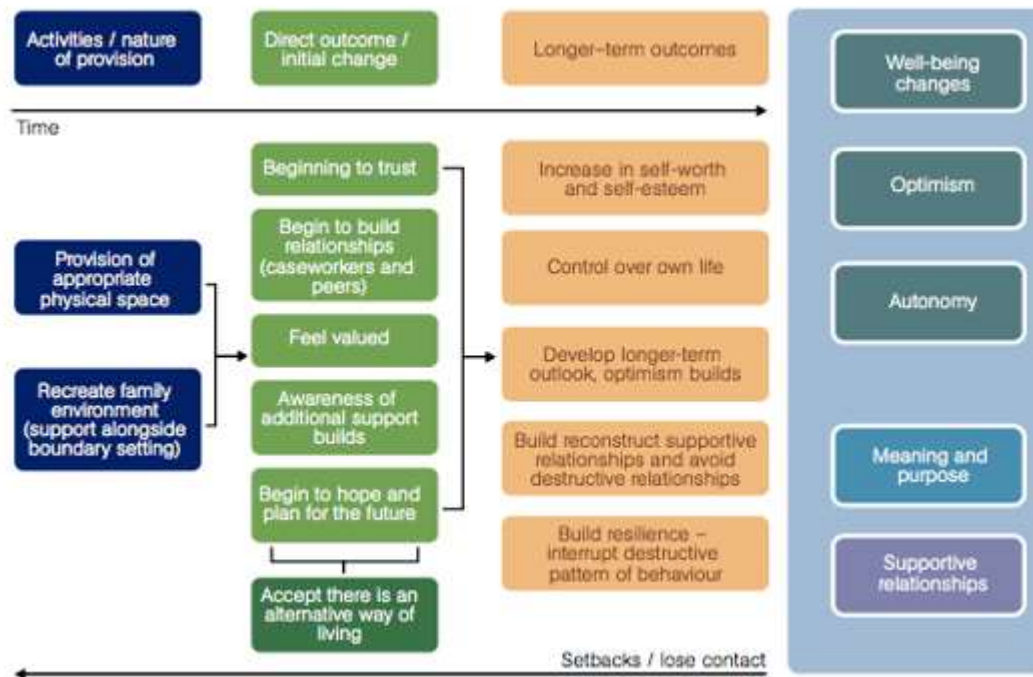 Activities / nature
of provision
Direct outcome /
initial change
Longer-term outcomes
Well-being
changes
Time
Provision of
appropriate
physical space
Recreate family
environment
(support alongside
boundary setting)
Beginning to trust
Begin to build
relationships
(caseworkers and
peers)
Feel valued
Awareness of
additional support
builds
Begin to hope and
plan for the future
Accept there is an
alternative way of
living
Increase in self-worth
and self-esteem
Control over own life
Develop longer-term
outlook, optimism builds
Build reconstruct supportive
relationships and avoid
destructive relationships
Build resilience –
interrupt destructive
pattern of behaviour
Optimism
Autonomy
Meaning and
purpose
Supportive
relationships
Setbacks / lose contact